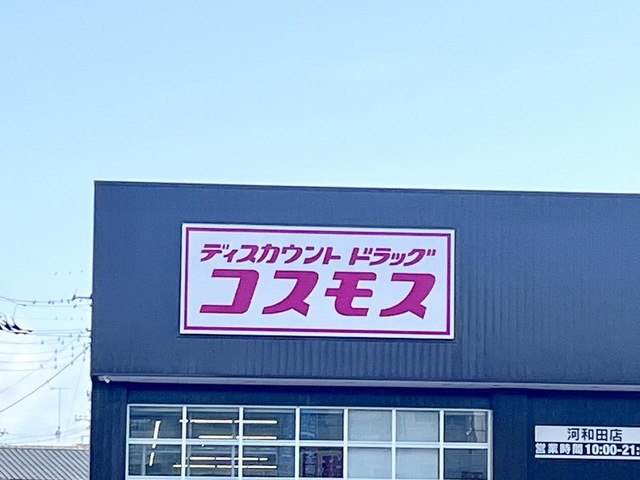 ディスカウント ドラッグ
コスモス
河和田店
営業時間10:00-21: